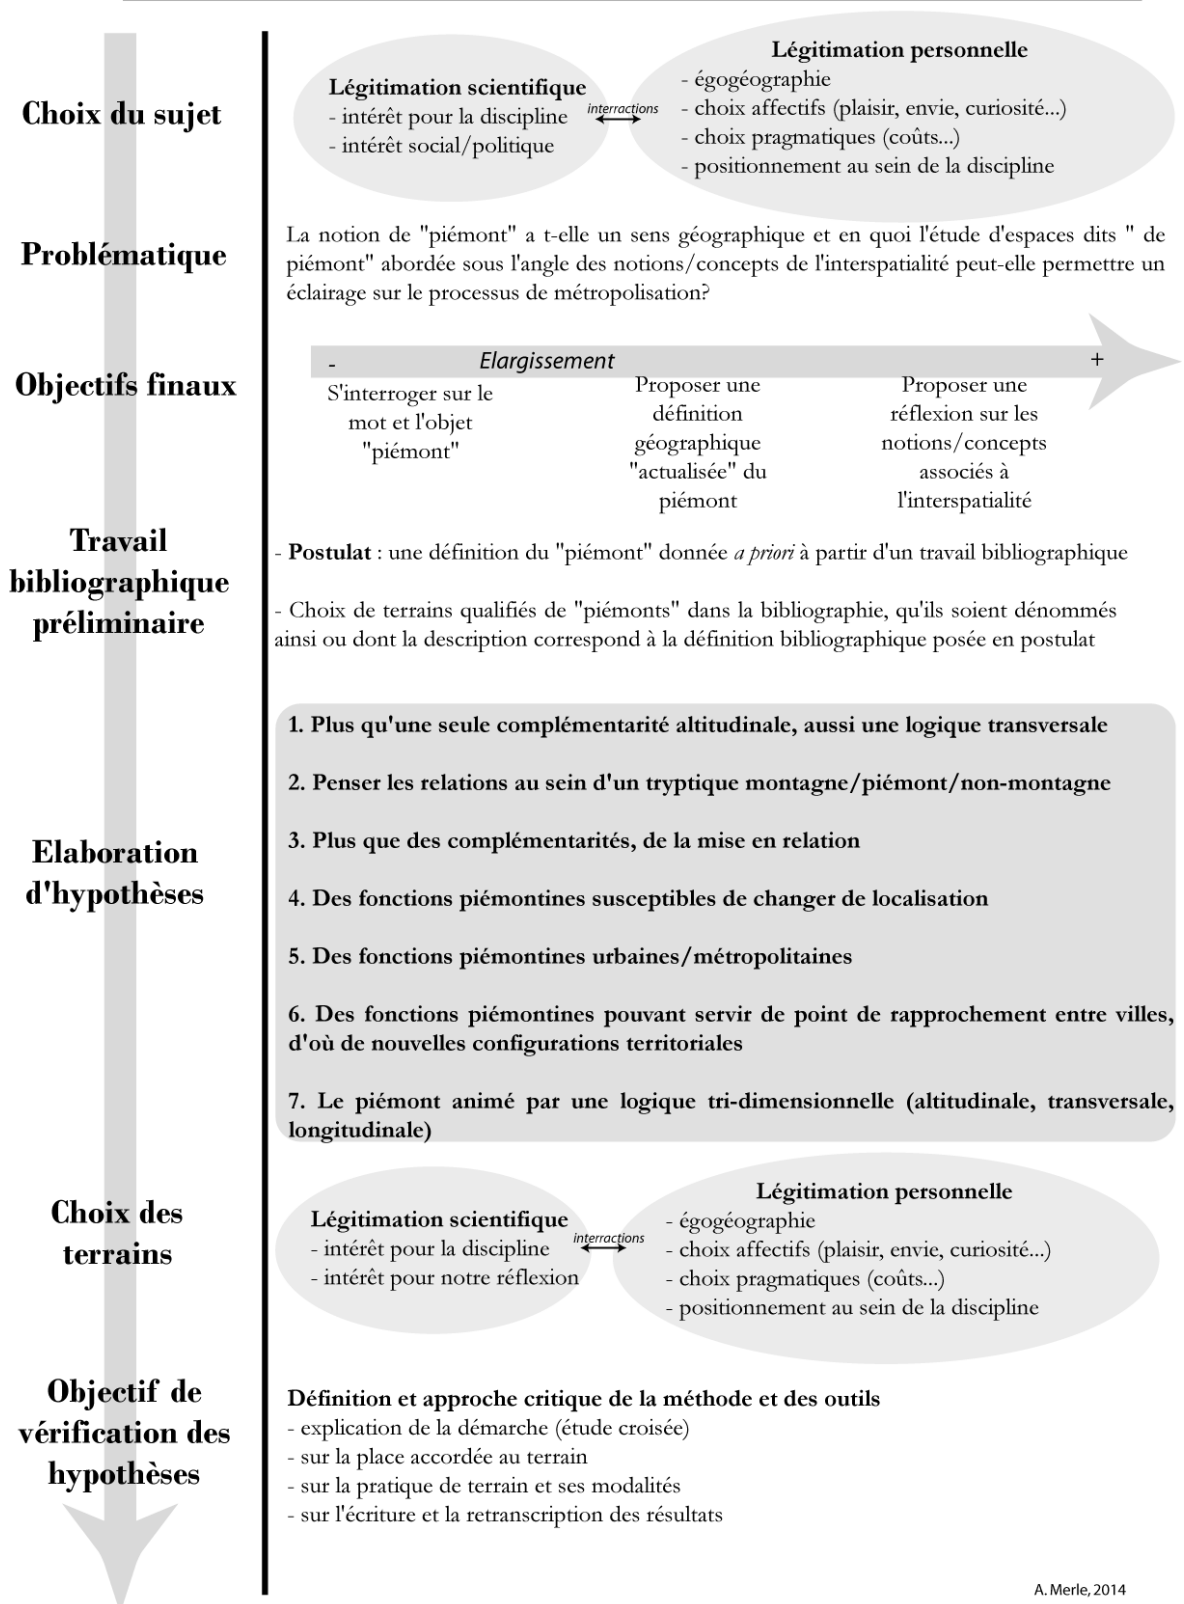 Choix du sujet
Légitimation scientifique
- intérêt pour la discipline
- intérêt social/politique
interractions
Légitimation personnelle
- égogéographie
- choix affectifs (plaisir, envie, curiosité...)
- choix pragmatiques (coûts...)
- positionnement au sein de la discipline
Problématique
La notion de "piémont" a t-elle un sens géographique et en quoi l'étude d'espaces dits " de
piémont" abordée sous l'angle des notions/concepts de l'interspatialité peut-elle permettre un
éclairage sur le processus de métropolisation?
Objectifs finaux
- Elargissement +
S'interroger sur le
mot et l'objet
"piémont"
Proposer une
définition
géographique
"actualisée" du
piémont
Proposer une
réflexion sur les
notions/concepts
associés à
l'interspatialité
Travail
bibliographique
préliminaire
- Postulat : une définition du "piémont" donnée a priori à partir d'un travail bibliographique
- Choix de terrains qualifiés de "piémonts" dans la bibliographie, qu'ils soient dénommés
ainsi ou dont la description correspond à la définition bibliographique posée en postulat
Elaboration
d'hypothèses
1. Plus qu'une seule complémentarité altitudinale, aussi une logique transversale
2. Penser les relations au sein d'un tryptique montagne/piémont/non-montagne
3. Plus que des complémentarités, de la mise en relation
4. Des fonctions piémontines susceptibles de changer de localisation
5. Des fonctions piémontines urbaines/métropolitaines
6. Des fonctions piémontines pouvant servir de point de rapprochement entre villes,
d'où de nouvelles configurations territoriales
7. Le piémont animé par une logique tri-dimensionnelle (altitudinale, transversale,
longitudinale)
Choix des
terrains
Légitimation scientifique
- intérêt pour la discipline
- intérêt pour notre réflexion
interractions
Légitimation personnelle
- égogéographie
- choix affectifs (plaisir, envie, curiosité...)
- choix pragmatiques (coûts...)
- positionnement au sein de la discipline
Objectif de
vérification des
hypothèses
Définition et approche critique de la méthode et des outils
- explication de la démarche (étude croisée)
- sur la place accordée au terrain
- sur la pratique de terrain et ses modalités
- sur l'écriture et la retranscription des résultats
A. Merle, 2014